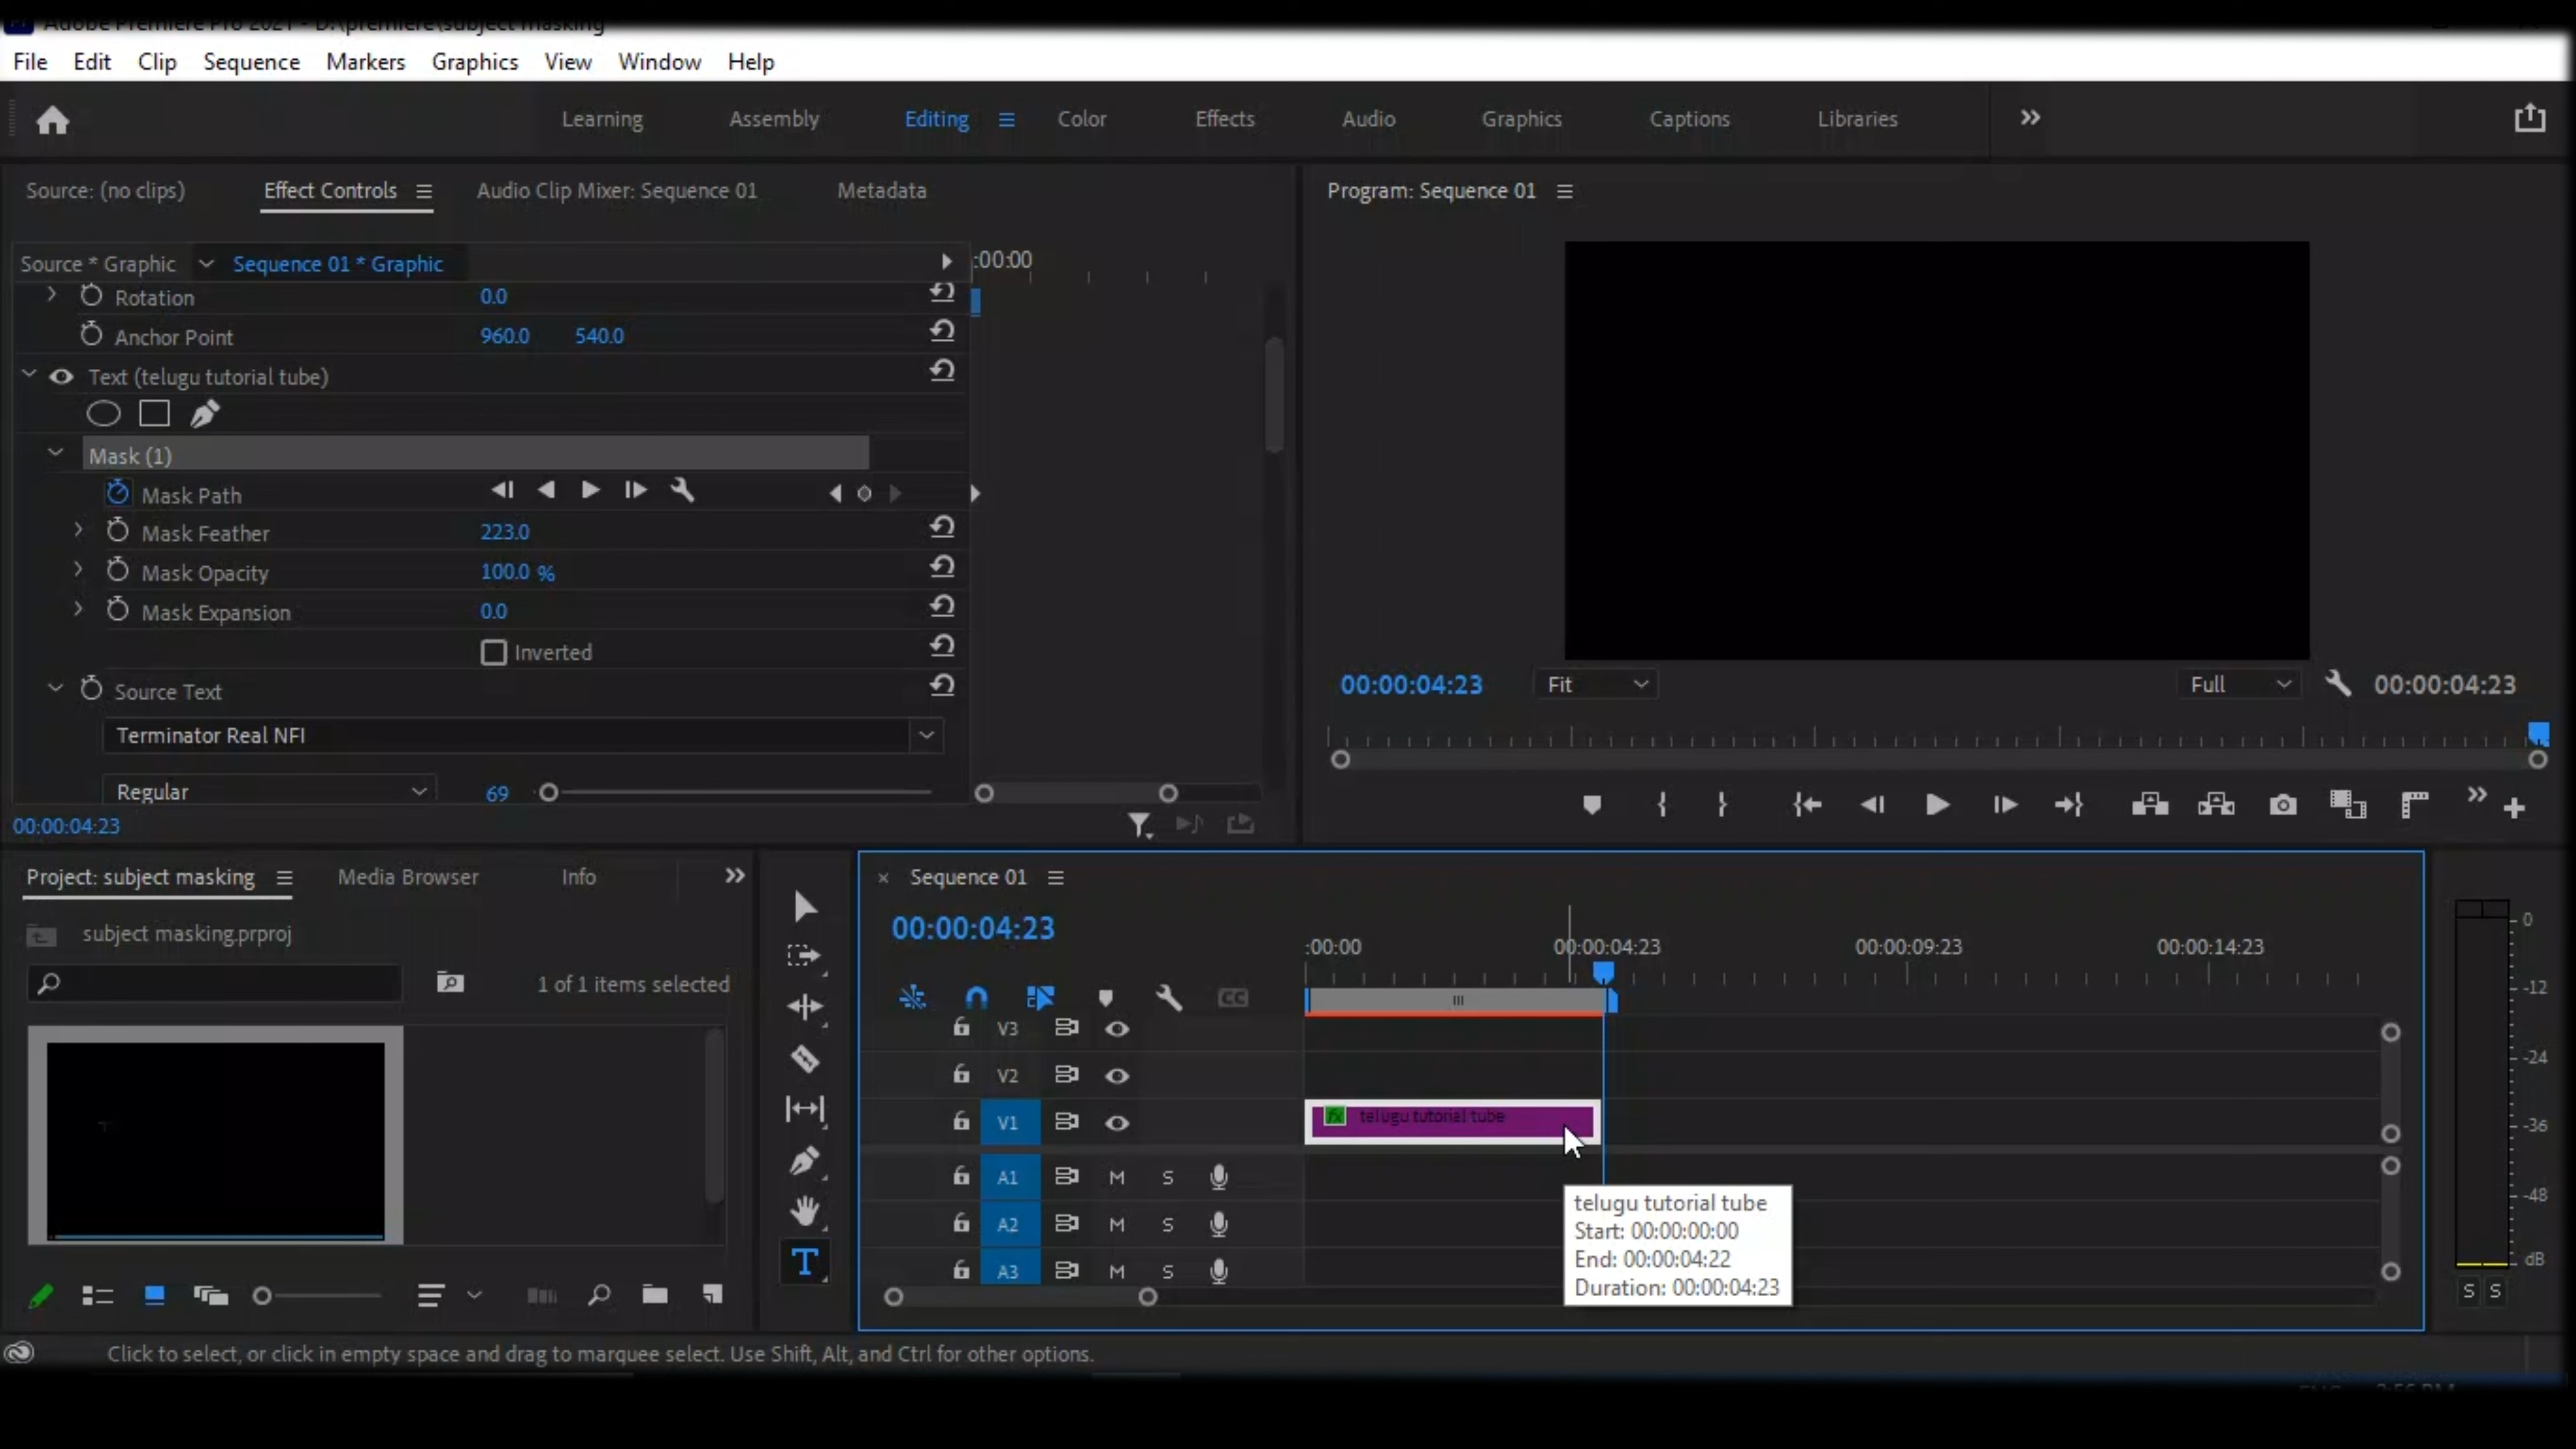 Adobe Premiere Pro 2021 - D:\premiere\subject masking
File Edit Clip Sequence Markers Graphics View Window Help
Learning Assembly Editing Color Effects Audio Graphics Captions Libraries
Source: (no clips) Effect Controls Audio Clip Mixer: Sequence 01 Metadata
Program: Sequence 01
Source * Graphic Sequence 01 * Graphic :00:00
Rotation 0.0
Anchor Point 960.0 540.0
Text (telugu tutorial tube)
Mask (1)
Mask Path
Mask Feather 223.0
Mask Opacity 100.0 %
Mask Expansion 0.0
Inverted
Source Text
Terminator Real NFI
Regular 69
00:00:04:23
00:00:04:23 Fit Full 00:00:04:23
Project: subject masking Media Browser Info
subject masking.prproj
1 of 1 items selected
Sequence 01
00:00:04:23
:00:00 00:00:04:23 00:00:09:23 00:00:14:23
CC
V3
V2
V1 fx telugu tutorial tube
A1 M S
A2 M S
A3 M S
telugu tutorial tube
Start: 00:00:00:00
End: 00:00:04:22
Duration: 00:00:04:23
0
-12
-24
-36
-48
dB
S S
Click to select, or click in empty space and drag to marquee select. Use Shift, Alt, and Ctrl for other options.